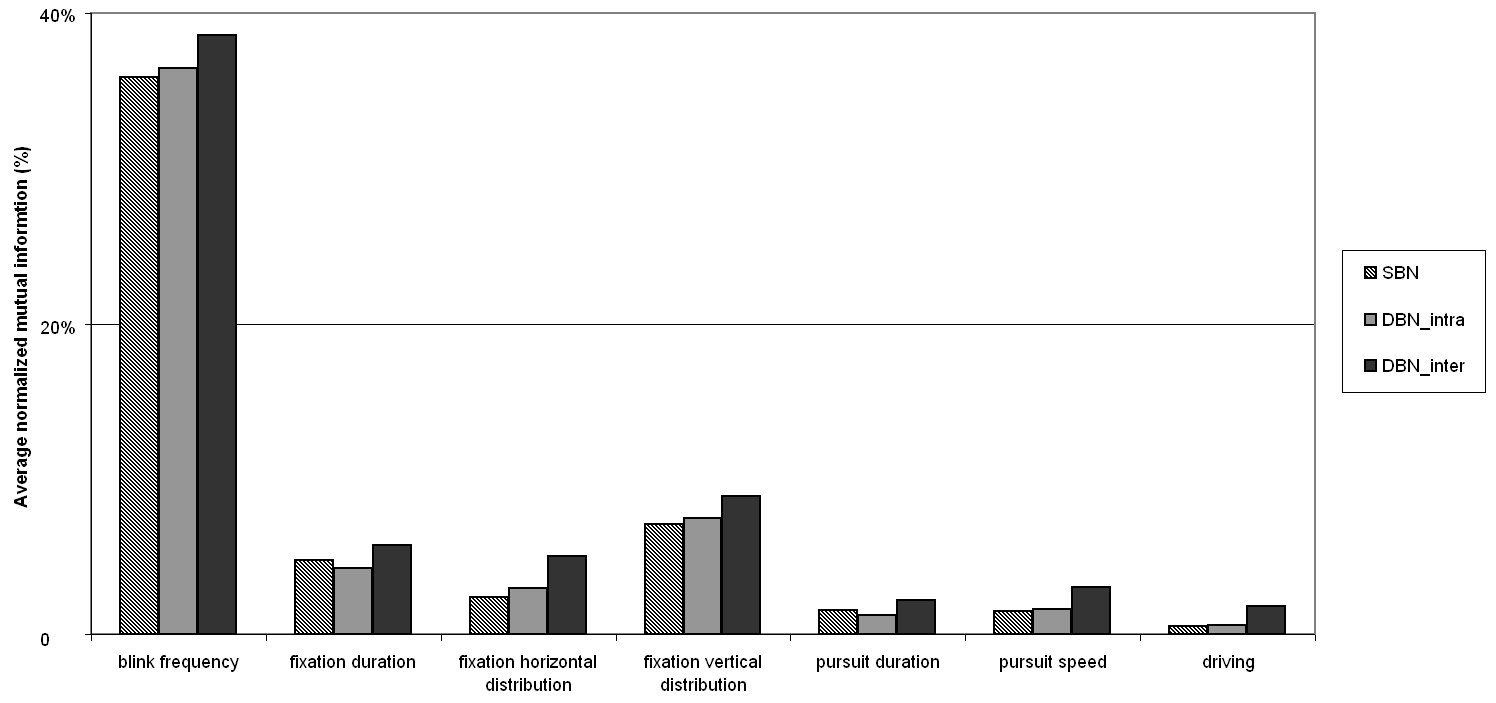 Average normalized mutual informtion (%)
40%
20%
0
blink frequency
fixation duration
fixation horizontal
distribution
fixation vertical
distribution
pursuit duration
pursuit speed
driving
SBN
DBN_intra
DBN_inter